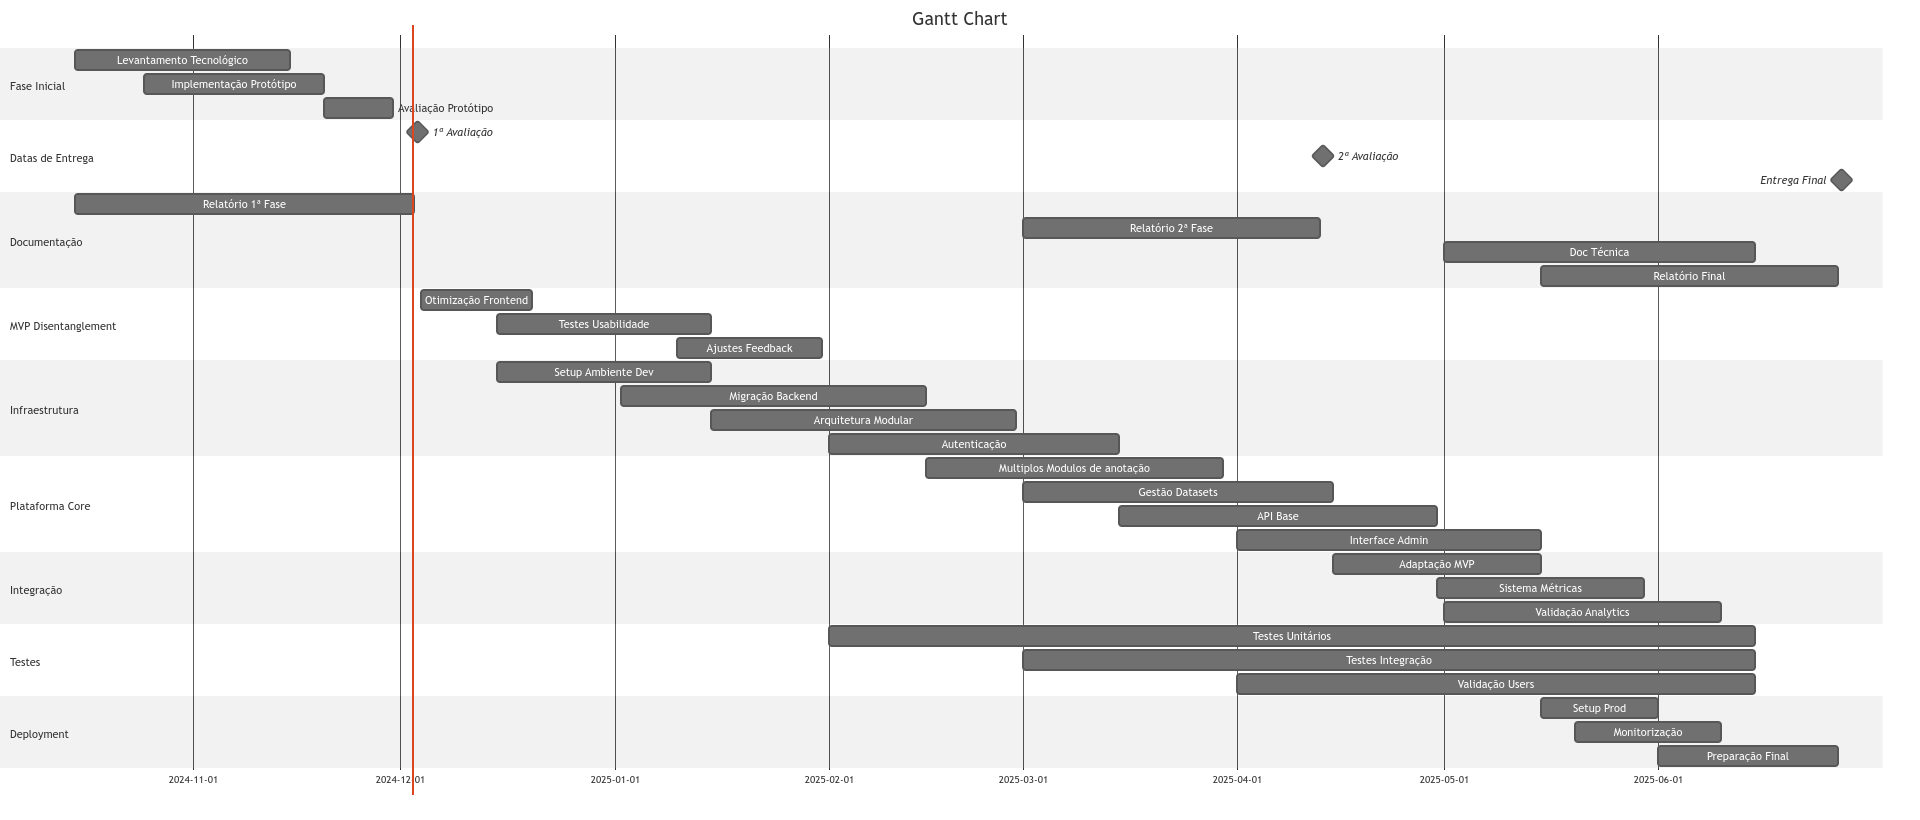 Gantt Chart
Fase Inicial
Levantamento Tecnológico
Implementação Protótipo
Avaliação Protótipo
Datas de Entrega
1ª Avaliação
2ª Avaliação
Entrega Final
Documentação
Relatório 1ª Fase
Relatório 2ª Fase
Doc Técnica
Relatório Final
MVP Disentanglement
Otimização Frontend
Testes Usabilidade
Ajustes Feedback
Infraestrutura
Setup Ambiente Dev
Migração Backend
Arquitetura Modular
Autenticação
Plataforma Core
Multiplos Modulos de anotação
Gestão Datasets
API Base
Interface Admin
Integração
Adaptação MVP
Sistema Métricas
Validação Analytics
Testes
Testes Unitários
Testes Integração
Validação Users
Deployment
Setup Prod
Monitorização
Preparação Final
2024-11-01
2024-12-01
2025-01-01
2025-02-01
2025-03-01
2025-04-01
2025-05-01
2025-06-01